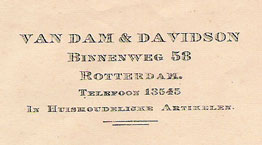 VAN DAM & DAVIDSON
BINNENWEG 58
ROTTERDAM.
TELEFOON 13545
IN HUISHOUDELIJKE ARTIKELEN.